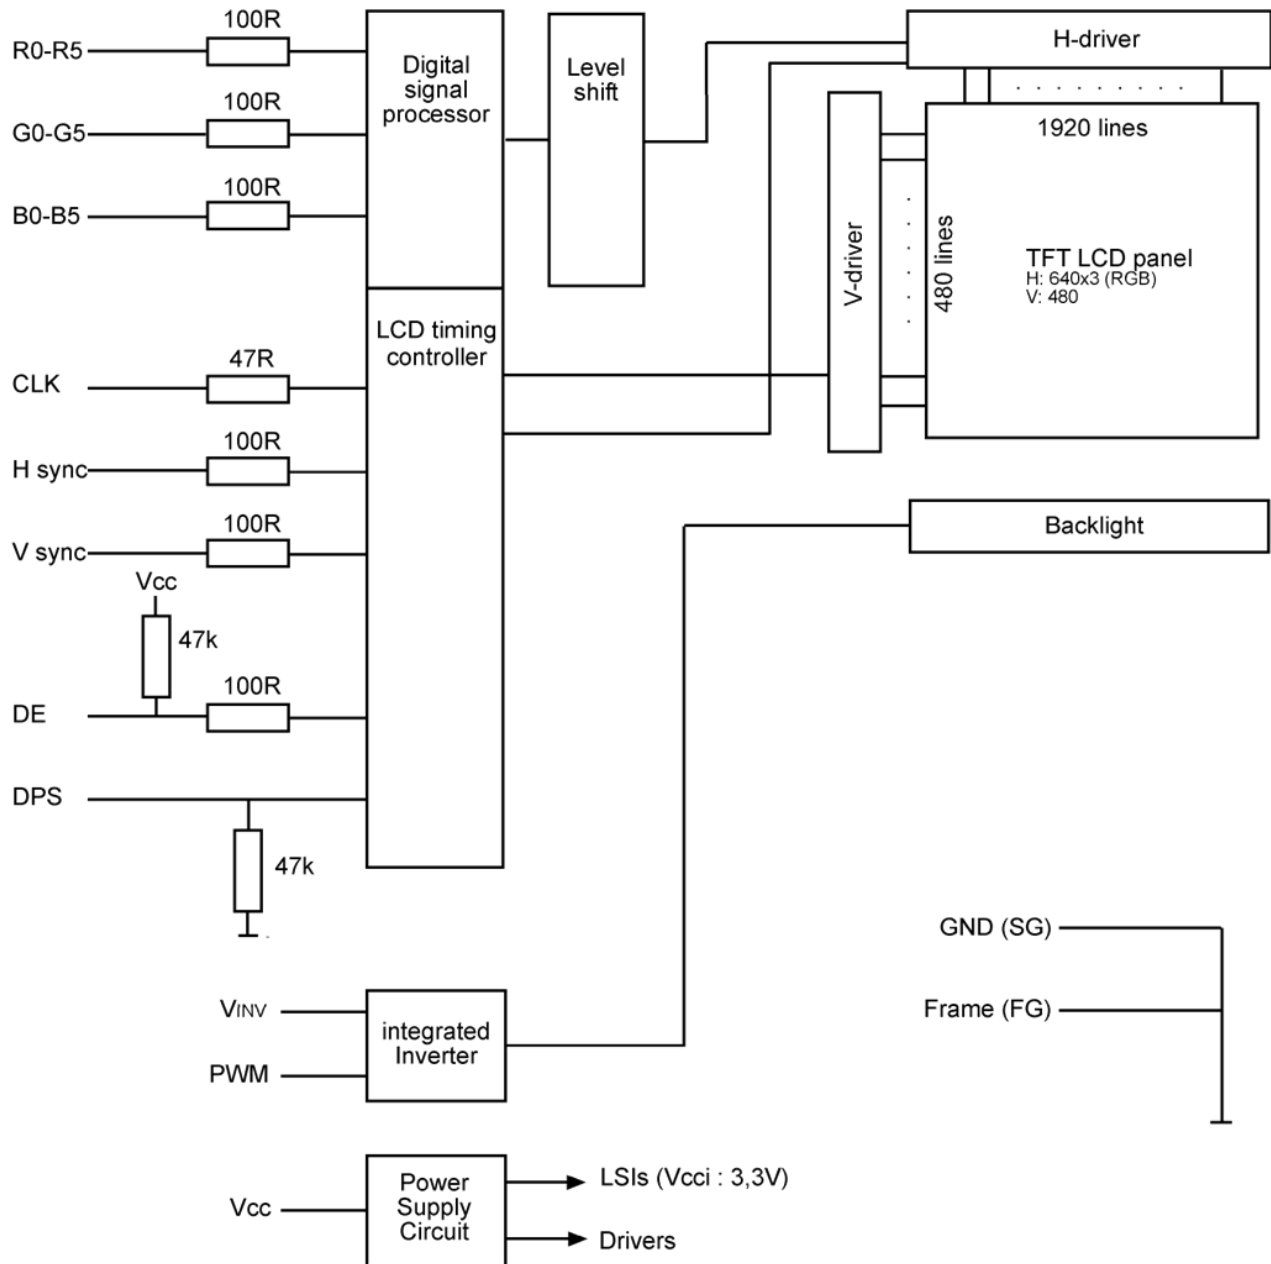 100R
R0-R5
100R
G0-G5
100R
B0-B5
Digital
signal
processor
Level
shift
H-driver
1920 lines
V-driver
480 lines
TFT LCD panel
H: 640x3 (RGB)
V: 480
LCD timing
controller
47R
CLK
100R
H sync
100R
V sync
Vcc
47k
100R
DE
DPS
47k
Backlight
GND (SG)
Frame (FG)
VINV
PWM
integrated
Inverter
Vcc
Power
Supply
Circuit
LSIs (Vcci : 3,3V)
Drivers